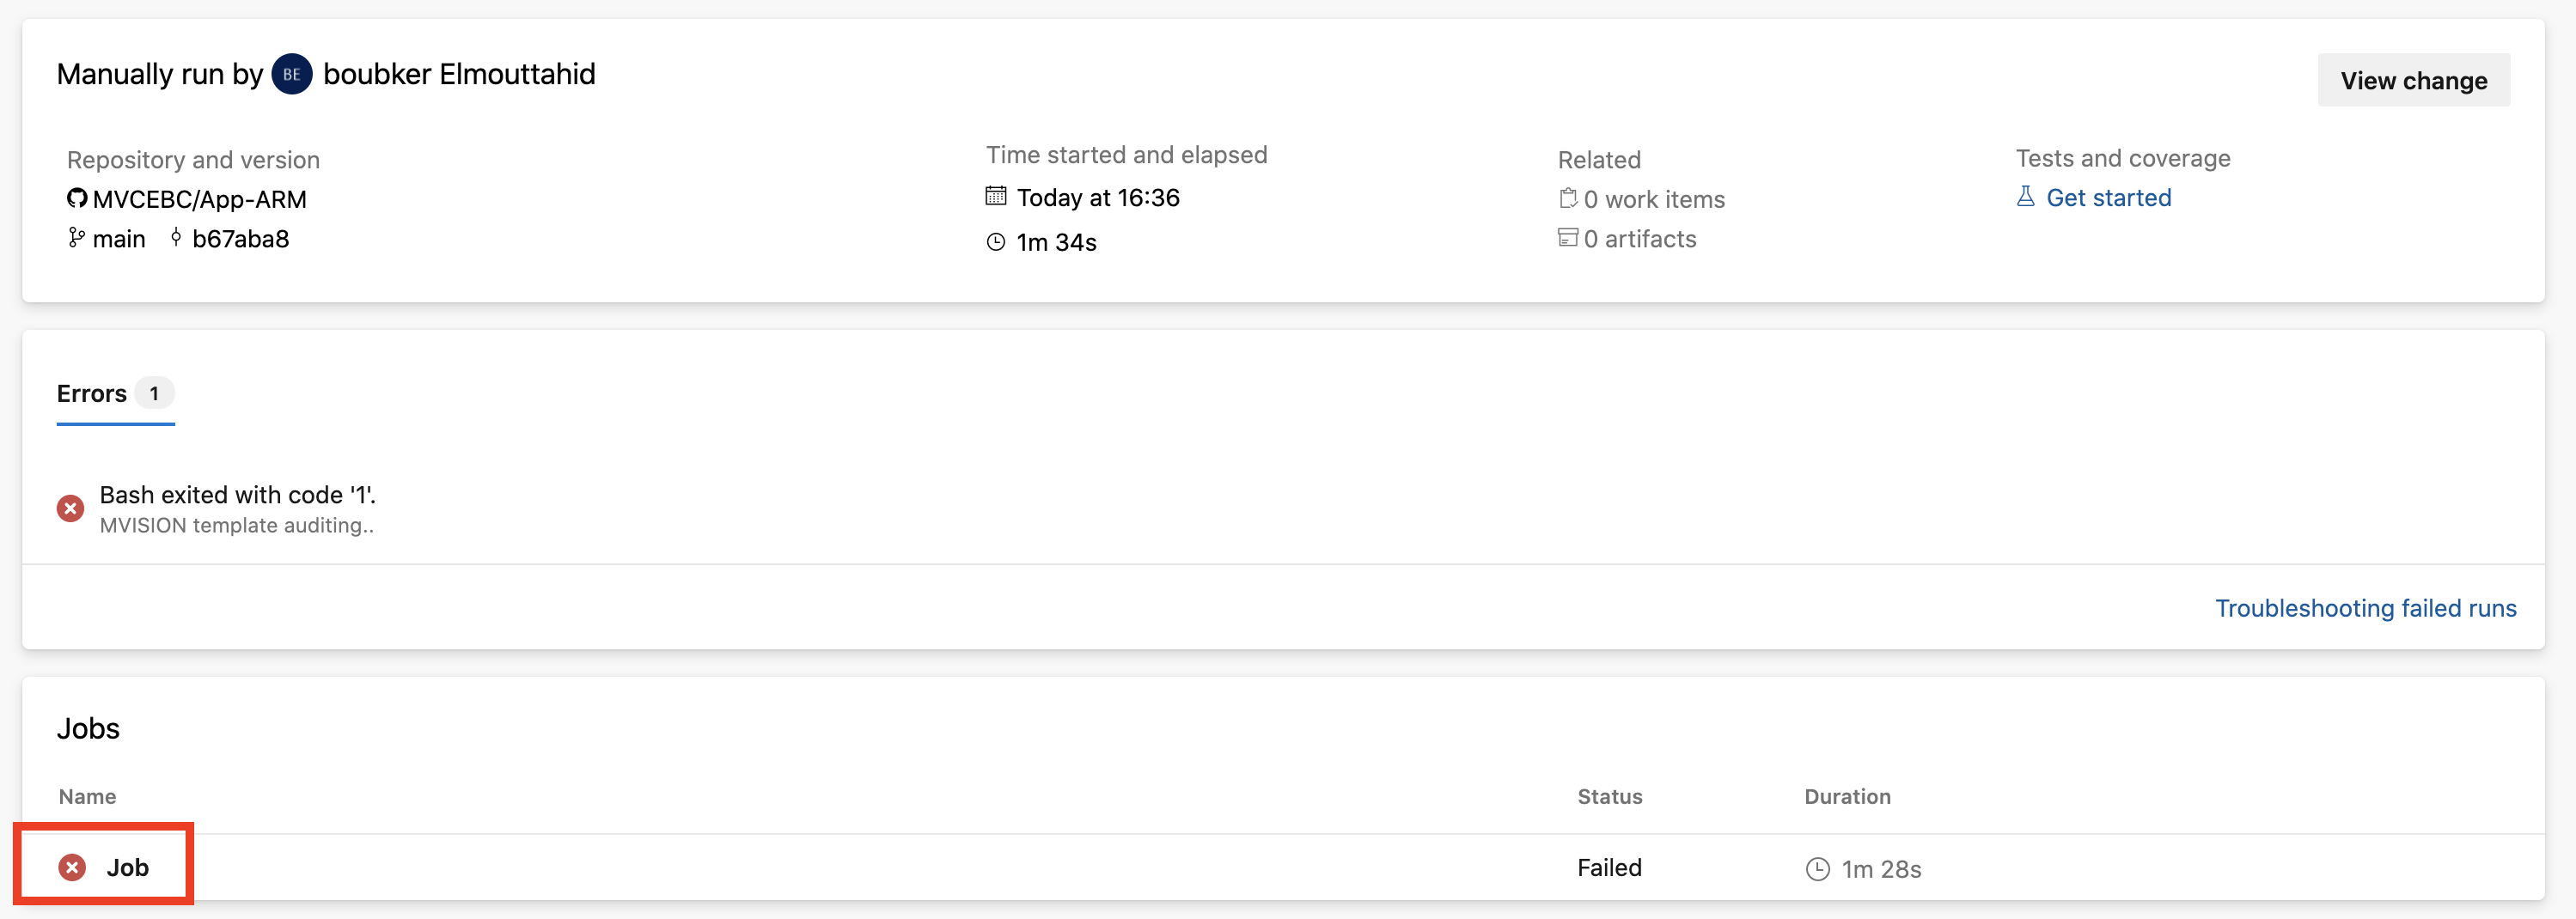 Manually run by BE boubker Elmouttahid
View change
Repository and version
MVCEBC/App-ARM
main b67aba8
Time started and elapsed
Today at 16:36
1m 34s
Related
0 work items
0 artifacts
Tests and coverage
Get started
Errors 1
Bash exited with code '1'.
MVISION template auditing..
Troubleshooting failed runs
Jobs
Name Status Duration
Job Failed 1m 28s